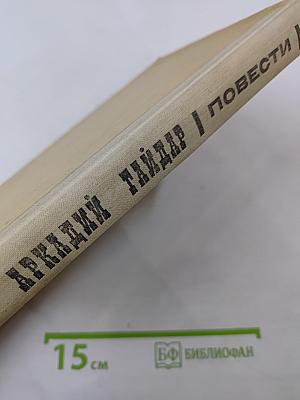 АРКАДИЙ ГАЙДАР | ПОВЕСТИ |
15 см
БФ БИБЛИОФАН